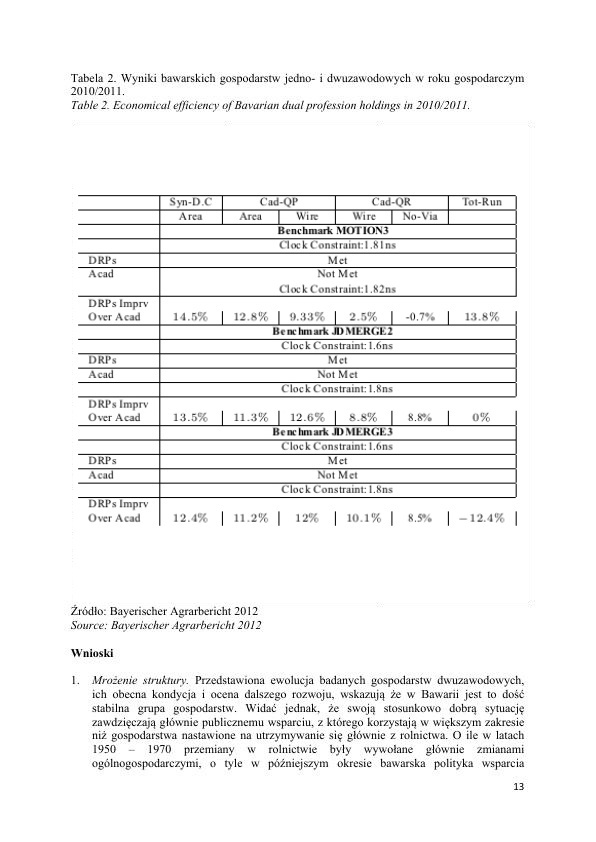 Tabela 2. Wyniki bawarskich gospodarstw jedno- i dwuzawodowych w roku gospodarczym
2010/2011.
Table 2. Economical efficiency of Bavarian dual profession holdings in 2010/2011.
Syn-D.C Cad-QP Cad-QR Tot-Run
Area Area Wire Wire No-Via
Benchmark MOTION3
Clock Constraint:1.81ns
DRPs Met
Acad Not Met
Clock Constraint:1.82ns
DRPs Imprv
Over Acad 14.5% 12.8% 9.33% 2.5% -0.7% 13.8%
Benchmark JDMERGE2
Clock Constraint:1.6ns
DRPs Met
Acad Not Met
Clock Constraint:1.8ns
DRPs Imprv
Over Acad 13.5% 11.3% 12.6% 8.8% 8.8% 0%
Benchmark JDMERGE3
Clock Constraint:1.6ns
DRPs Met
Acad Not Met
Clock Constraint:1.8ns
DRPs Imprv
Over Acad 12.4% 11.2% 12% 10.1% 8.5% −12.4%
Źródło: Bayerischer Agrarbericht 2012
Source: Bayerischer Agrarbericht 2012
Wnioski
1. Mrożenie struktury. Przedstawiona ewolucja badanych gospodarstw dwuzawodowych,
ich obecna kondycja i ocena dalszego rozwoju, wskazują że w Bawarii jest to dość
stabilna grupa gospodarstw. Widać jednak, że swoją stosunkowo dobrą sytuację
zawdzięczają głównie publicznemu wsparciu, z którego korzystają w większym zakresie
niż gospodarstwa nastawione na utrzymywanie się głównie z rolnictwa. O ile w latach
1950 – 1970 przemiany w rolnictwie były wywołane głównie zmianami
ogólnogospodarczymi, o tyle w późniejszym okresie bawarska polityka wsparcia
13